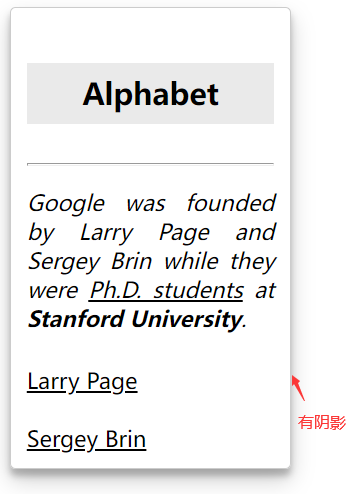 Alphabet
Google was founded
by Larry Page and
Sergey Brin while they
were Ph.D. students at
Stanford University.
Larry Page
有阴影
Sergey Brin